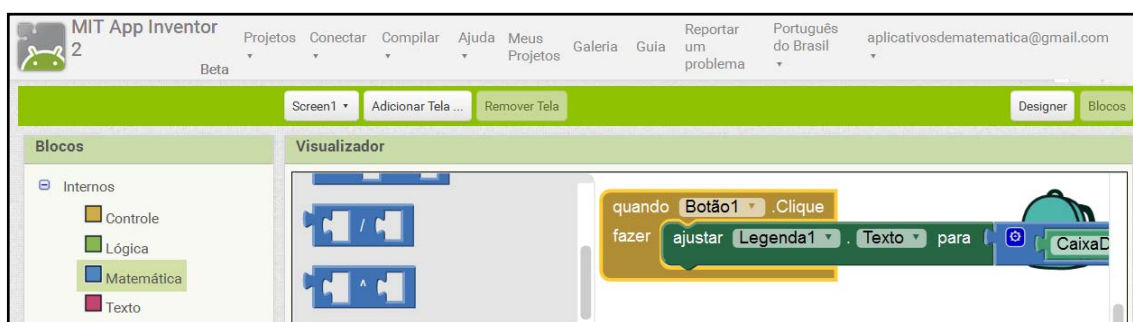 MIT App Inventor
2
Beta
Projetos Conectar Compilar Ajuda Meus
Projetos Galeria Guia Reportar
um
problema Português
do Brasil aplicativosdematematica@gmail.com
Screen1 Adicionar Tela ... Remover Tela Designer Blocos
Blocos Visualizador
Internos
Controle
Lógica
Matemática
Texto
/
^
quando Botão1 .Clique
fazer ajustar Legenda1 . Texto para CaixaD